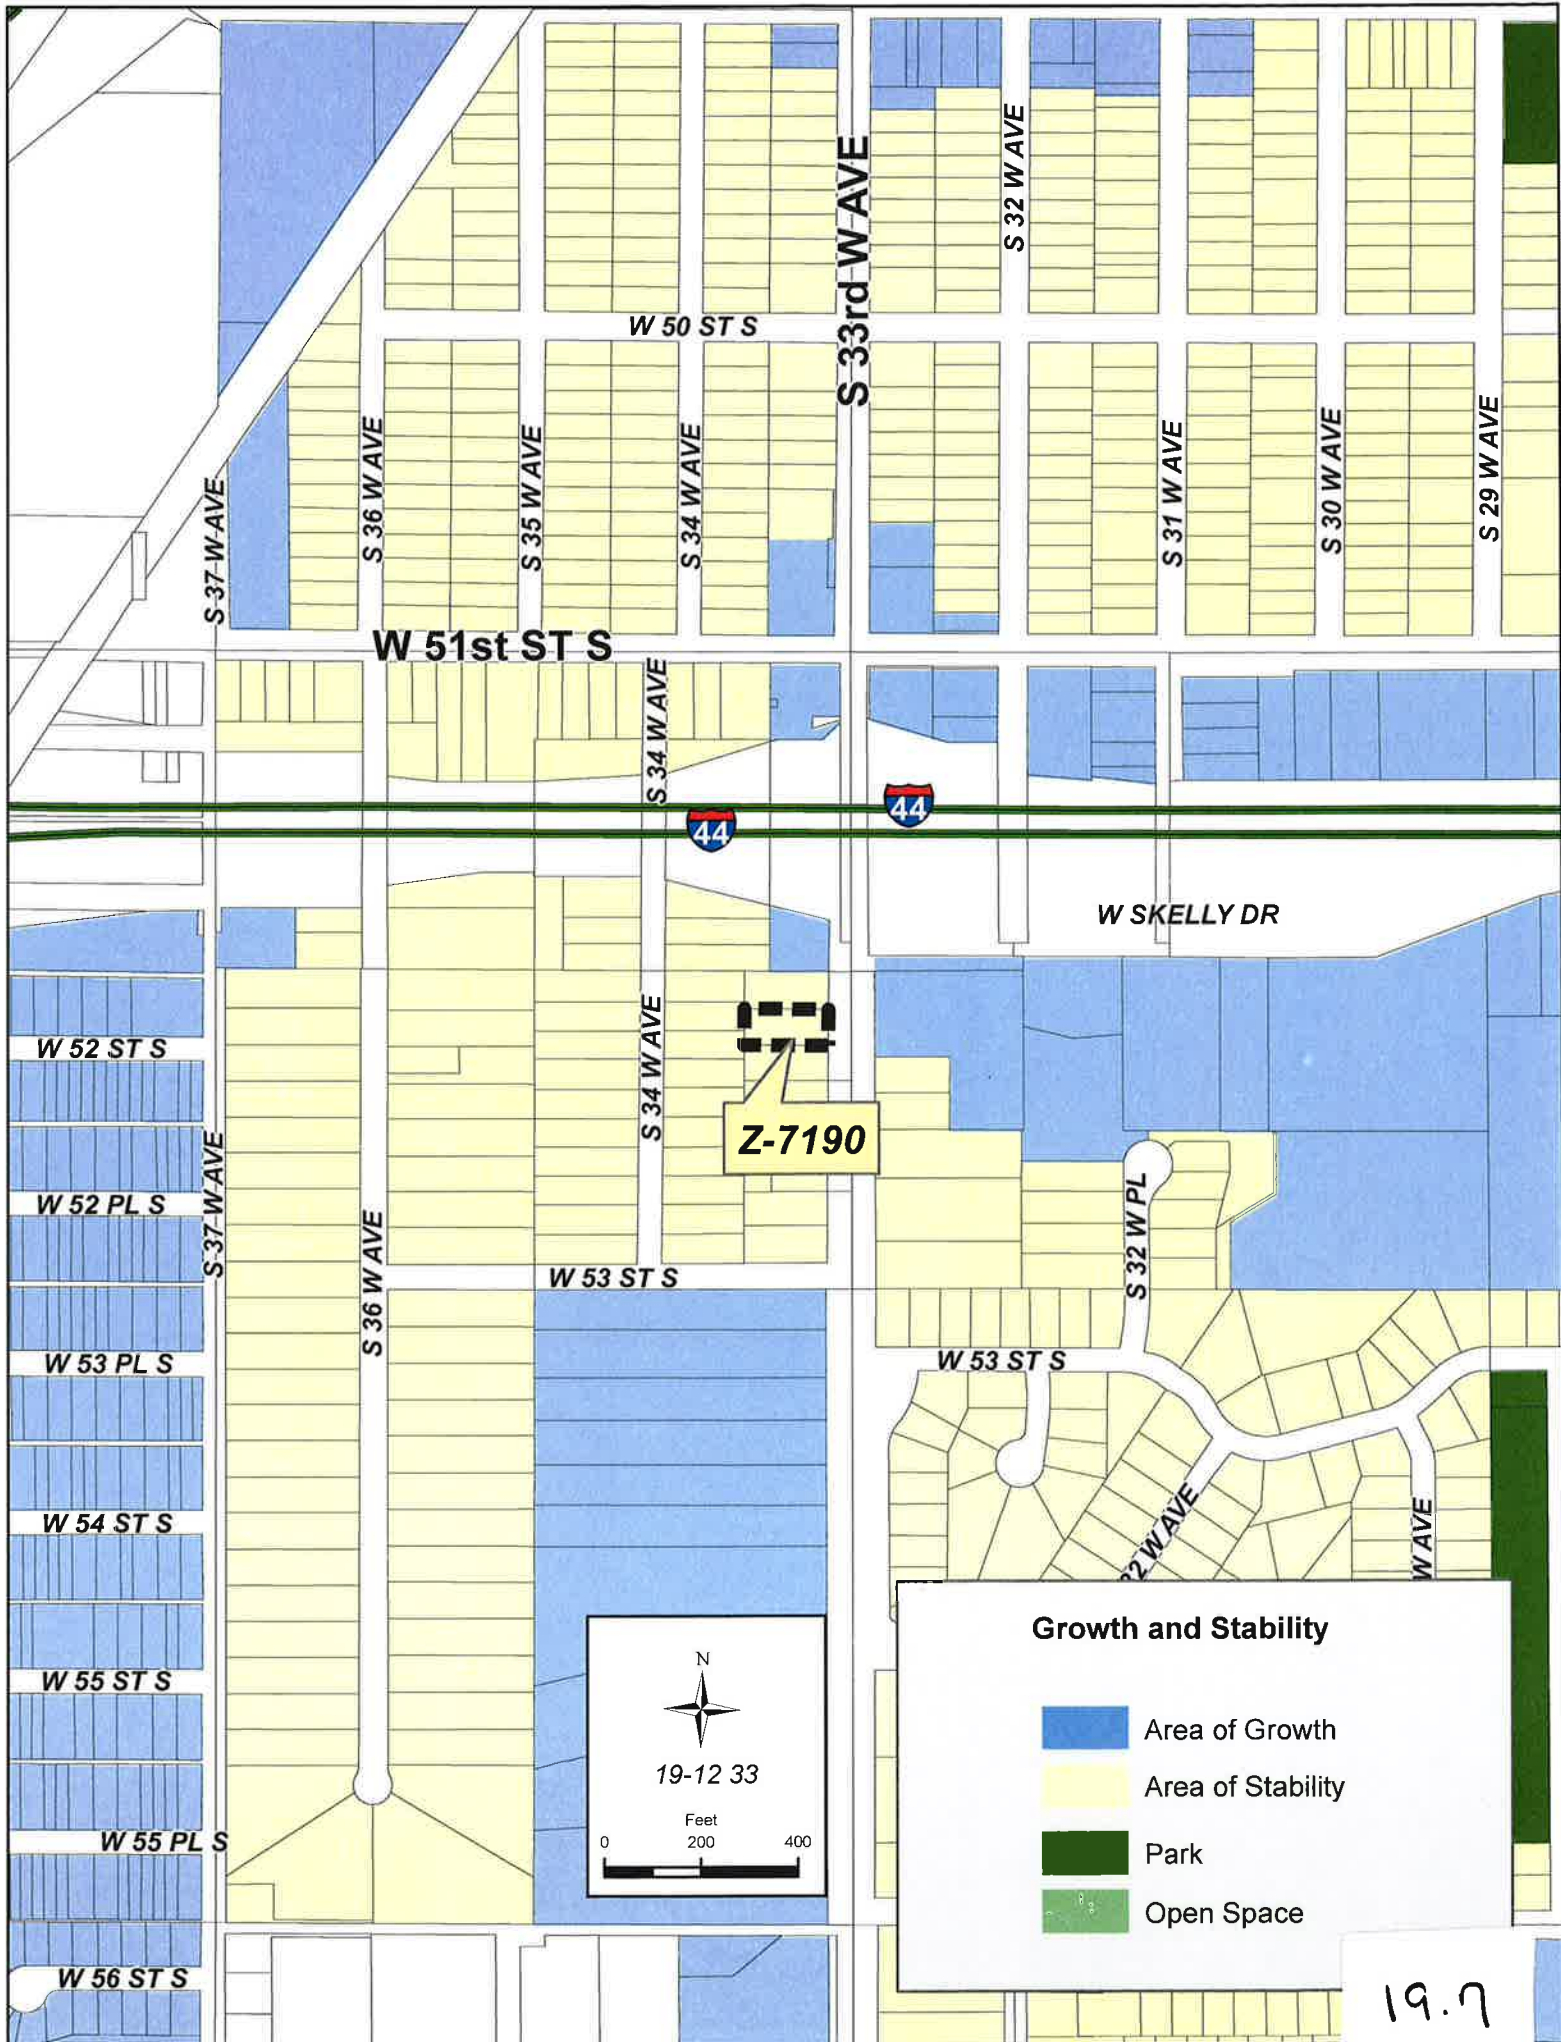 S 32 W AVE
S 33rd W AVE
W 50 ST S
S 37 W AVE
S 36 W AVE
S 35 W AVE
S 34 W AVE
S 31 W AVE
S 30 W AVE
S 29 W AVE
W 51st ST S
S 34 W AVE
44
44
W SKELLY DR
W 52 ST S
S 34 W AVE
Z-7190
W 52 PL S
S 37 W AVE
S 36 W AVE
S 32 W PL
W 53 ST S
W 53 PL S
W 53 ST S
W 54 ST S
W AVE
W AVE
Growth and Stability
N
W 55 ST S
Area of Growth
19-12 33
Area of Stability
Feet
0 200 400
W 55 PL S
Park
Open Space
W 56 ST S
19.7